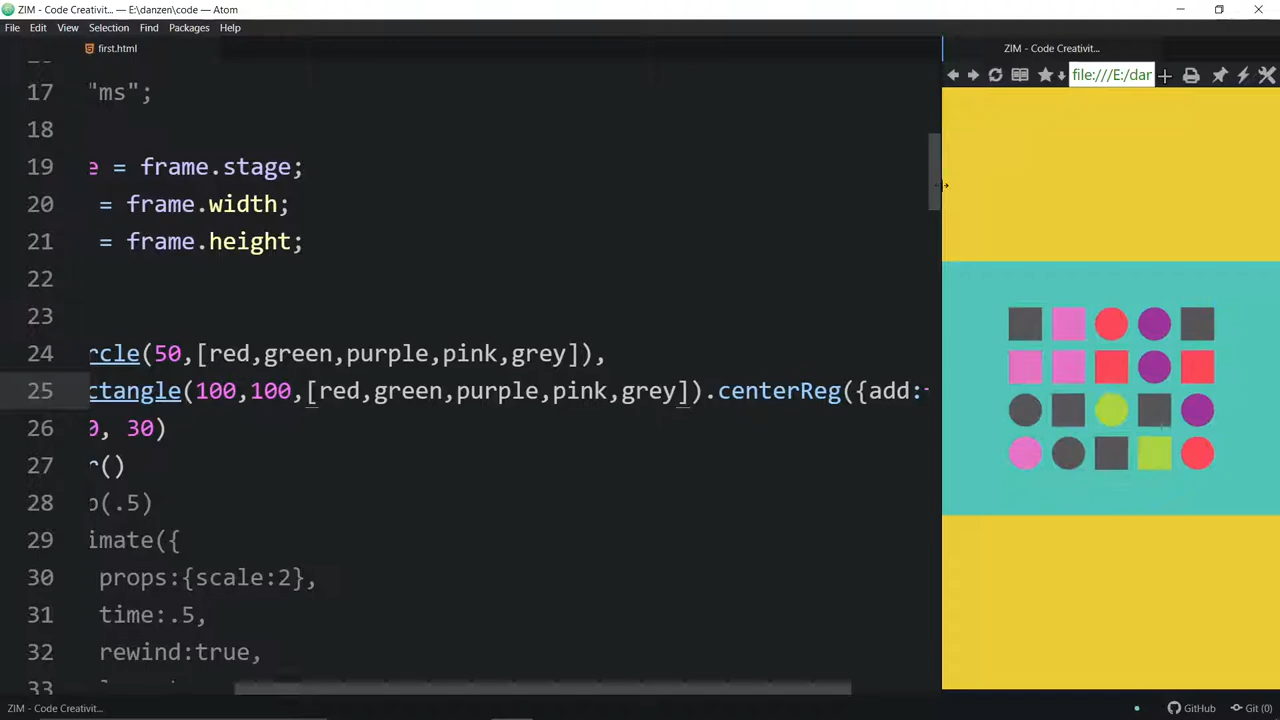 ZIM - Code Creativit... — E:\danzen\code — Atom
File Edit View Selection Find Packages Help
first.html
ZIM - Code Creativit...
file:///E:/dar
17 "ms";
18
19 e = frame.stage;
20 = frame.width;
21 = frame.height;
22
23
24 rcle(50,[red,green,purple,pink,grey]),
25 ctangle(100,100,[red,green,purple,pink,grey]).centerReg({add:
26 0, 30)
27 r()
28 p(.5)
29 imate({
30 props:{scale:2},
31 time:.5,
32 rewind:true,
33
ZIM - Code Creativit...
GitHub
Git (0)